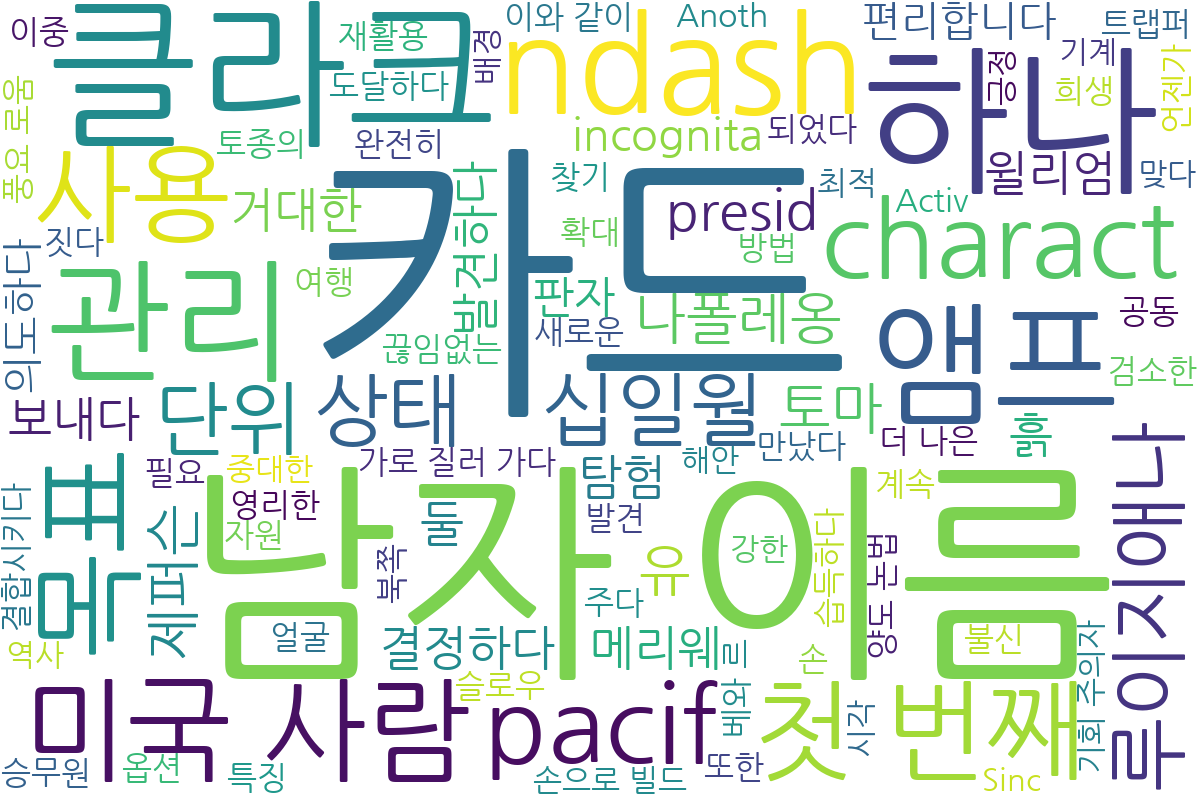 이중
클라크
재활용
배경
이와 같이
Anoth
ndash
편리합니다
트랩퍼
도달하다
하나
긍정
기계
희생
언젠가
풍요 로움
토종의
완전히
incognita
되었다
사용
거대한
발견하다
카드
찾기
presid
최적
윌리엄
맞다
Activ
charact
짓다
확대
방법
의도하다
관리
여행
판자
나폴레옹
앰프
공동
끊임없는
새로운
검소한
보내다
단위
상태
십일월
토마
더 나은
흙
만났다
목표
필요
중대한
가로 질러 가다
탐험
해안
계속
루이지애나
영리한
결합시키다
제퍼슨
남자이름
자원
둘
발견
강한
습득하다
양도 논법
북쪽
유
주다
얼굴
결정하다
메리웨
르
손
불신
기회 주의자
역사
미국 사람
슬로우
pacif
베와
첫 번째
시각
승무원
옵션
특징
손으로 빌드
또한
Sinc